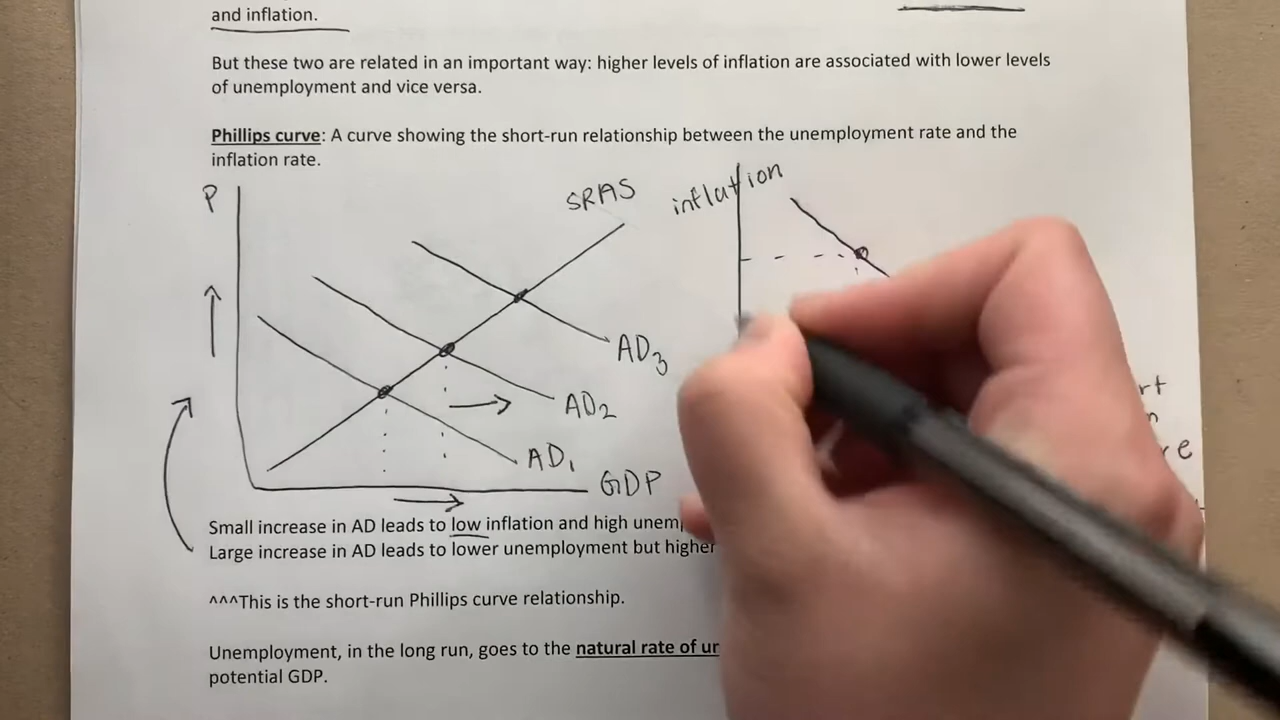 and inflation.
But these two are related in an important way: higher levels of inflation are associated with lower levels
of unemployment and vice versa.
Phillips curve: A curve showing the short-run relationship between the unemployment rate and the
inflation rate.
P
SRAS
inflation
AD3
AD2
AD1
GDP
Small increase in AD leads to low inflation and high
Large increase in AD leads to lower unemployment but higher
^^^This is the short-run Phillips curve relationship.
Unemployment, in the long run, goes to the natural rate of
potential GDP.